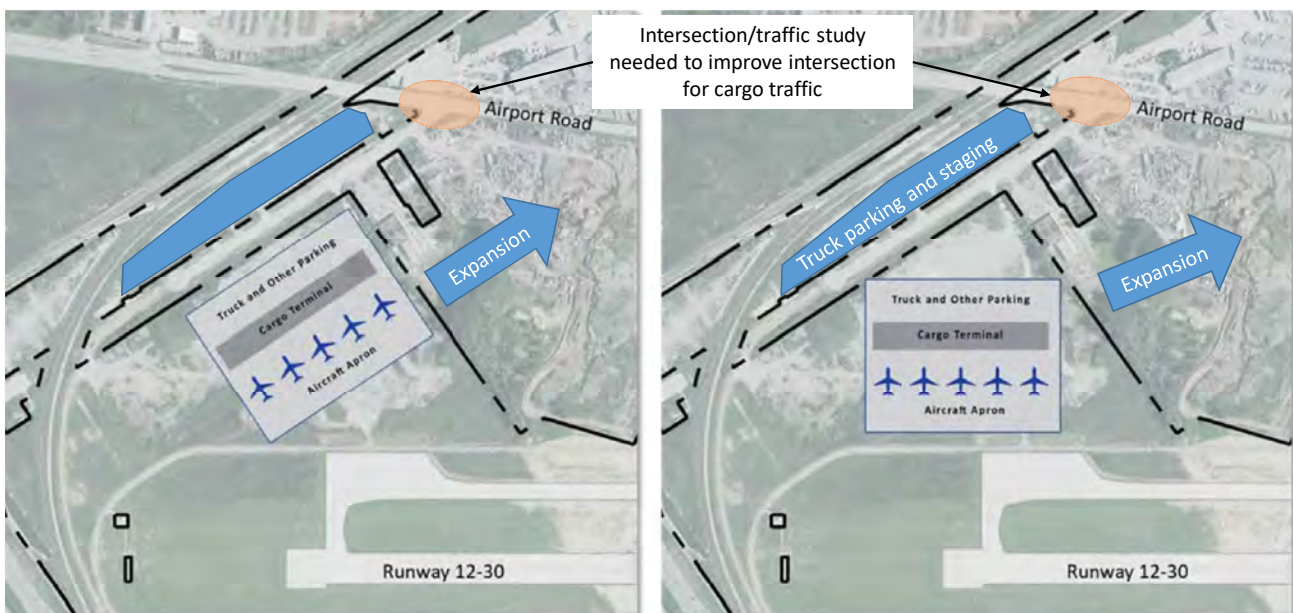 Intersection/traffic study
needed to improve intersection
for cargo traffic
Airport Road
Expansion
Truck and Other Parking
Cargo Terminal
Aircraft Apron
Runway 12-30
Airport Road
Truck parking and staging
Expansion
Truck and Other Parking
Cargo Terminal
Aircraft Apron
Runway 12-30